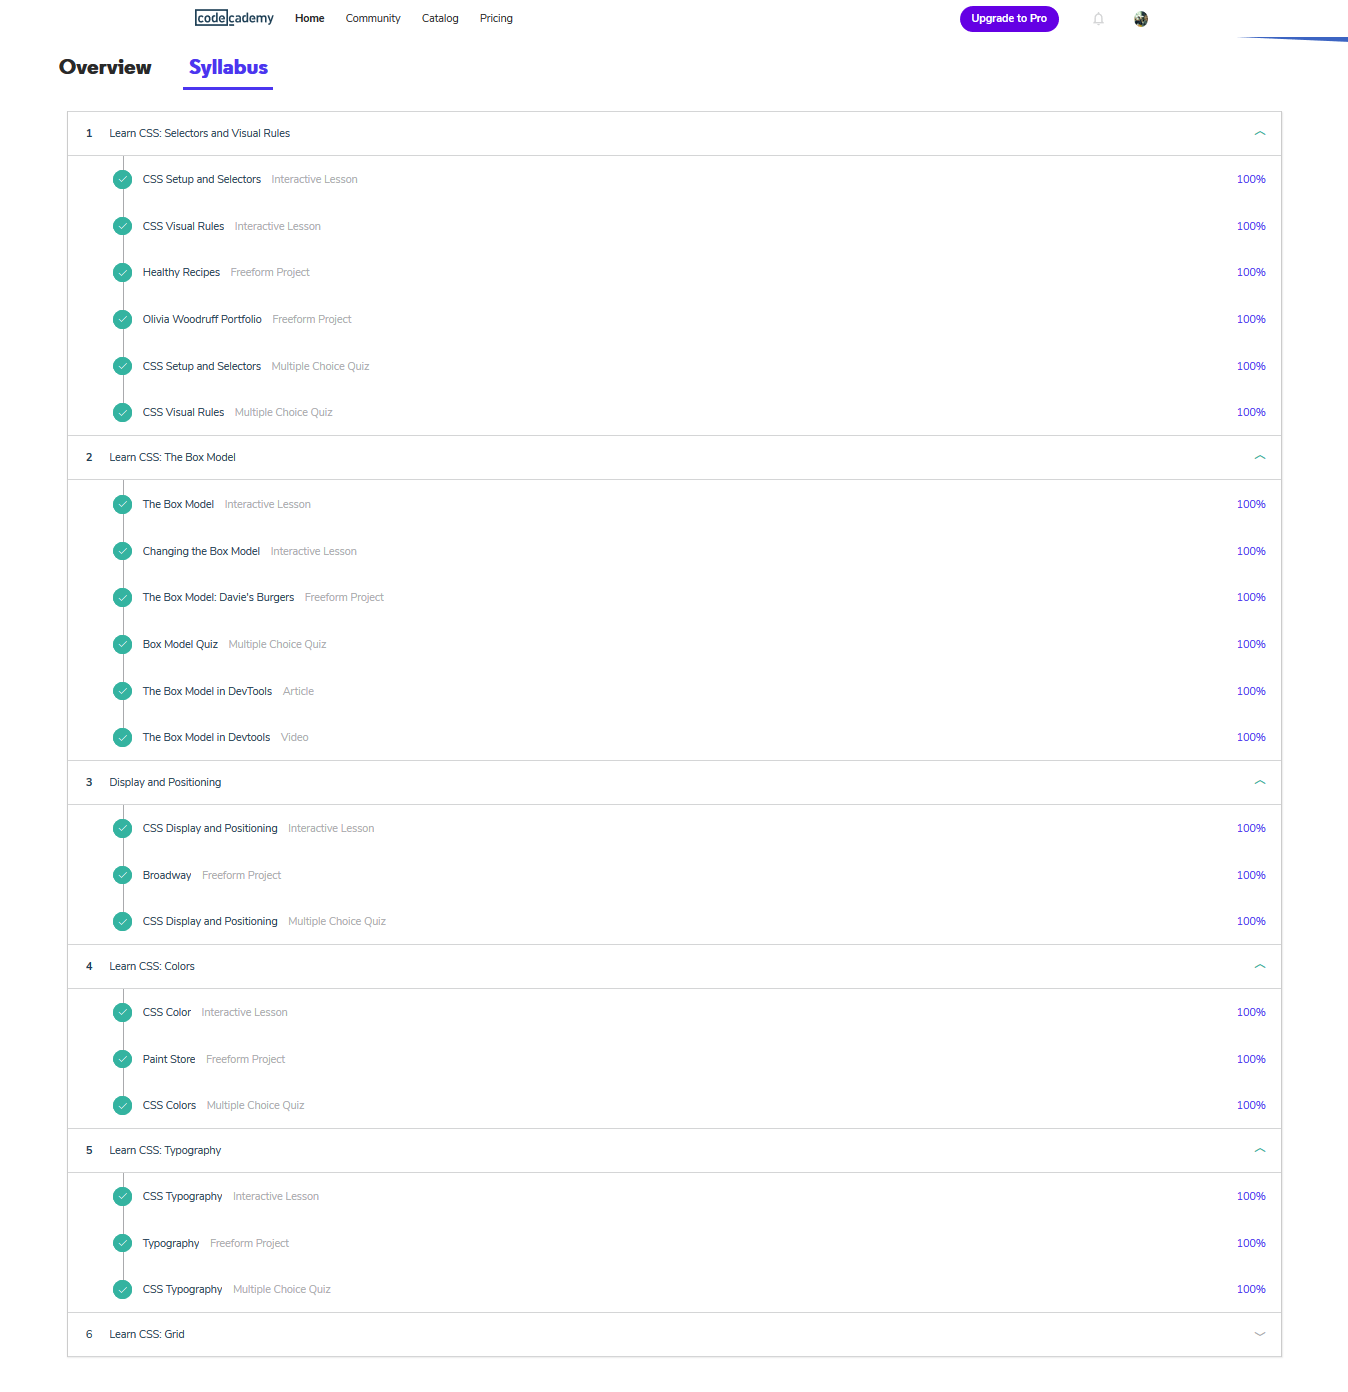 codecademy Home Community Catalog Pricing Upgrade to Pro
Overview Syllabus
1 Learn CSS: Selectors and Visual Rules
CSS Setup and Selectors Interactive Lesson 100%
CSS Visual Rules Interactive Lesson 100%
Healthy Recipes Freeform Project 100%
Olivia Woodruff Portfolio Freeform Project 100%
CSS Setup and Selectors Multiple Choice Quiz 100%
CSS Visual Rules Multiple Choice Quiz 100%
2 Learn CSS: The Box Model
The Box Model Interactive Lesson 100%
Changing the Box Model Interactive Lesson 100%
The Box Model: Davie's Burgers Freeform Project 100%
Box Model Quiz Multiple Choice Quiz 100%
The Box Model in DevTools Article 100%
The Box Model in Devtools Video 100%
3 Display and Positioning
CSS Display and Positioning Interactive Lesson 100%
Broadway Freeform Project 100%
CSS Display and Positioning Multiple Choice Quiz 100%
4 Learn CSS: Colors
CSS Color Interactive Lesson 100%
Paint Store Freeform Project 100%
CSS Colors Multiple Choice Quiz 100%
5 Learn CSS: Typography
CSS Typography Interactive Lesson 100%
Typography Freeform Project 100%
CSS Typography Multiple Choice Quiz 100%
6 Learn CSS: Grid